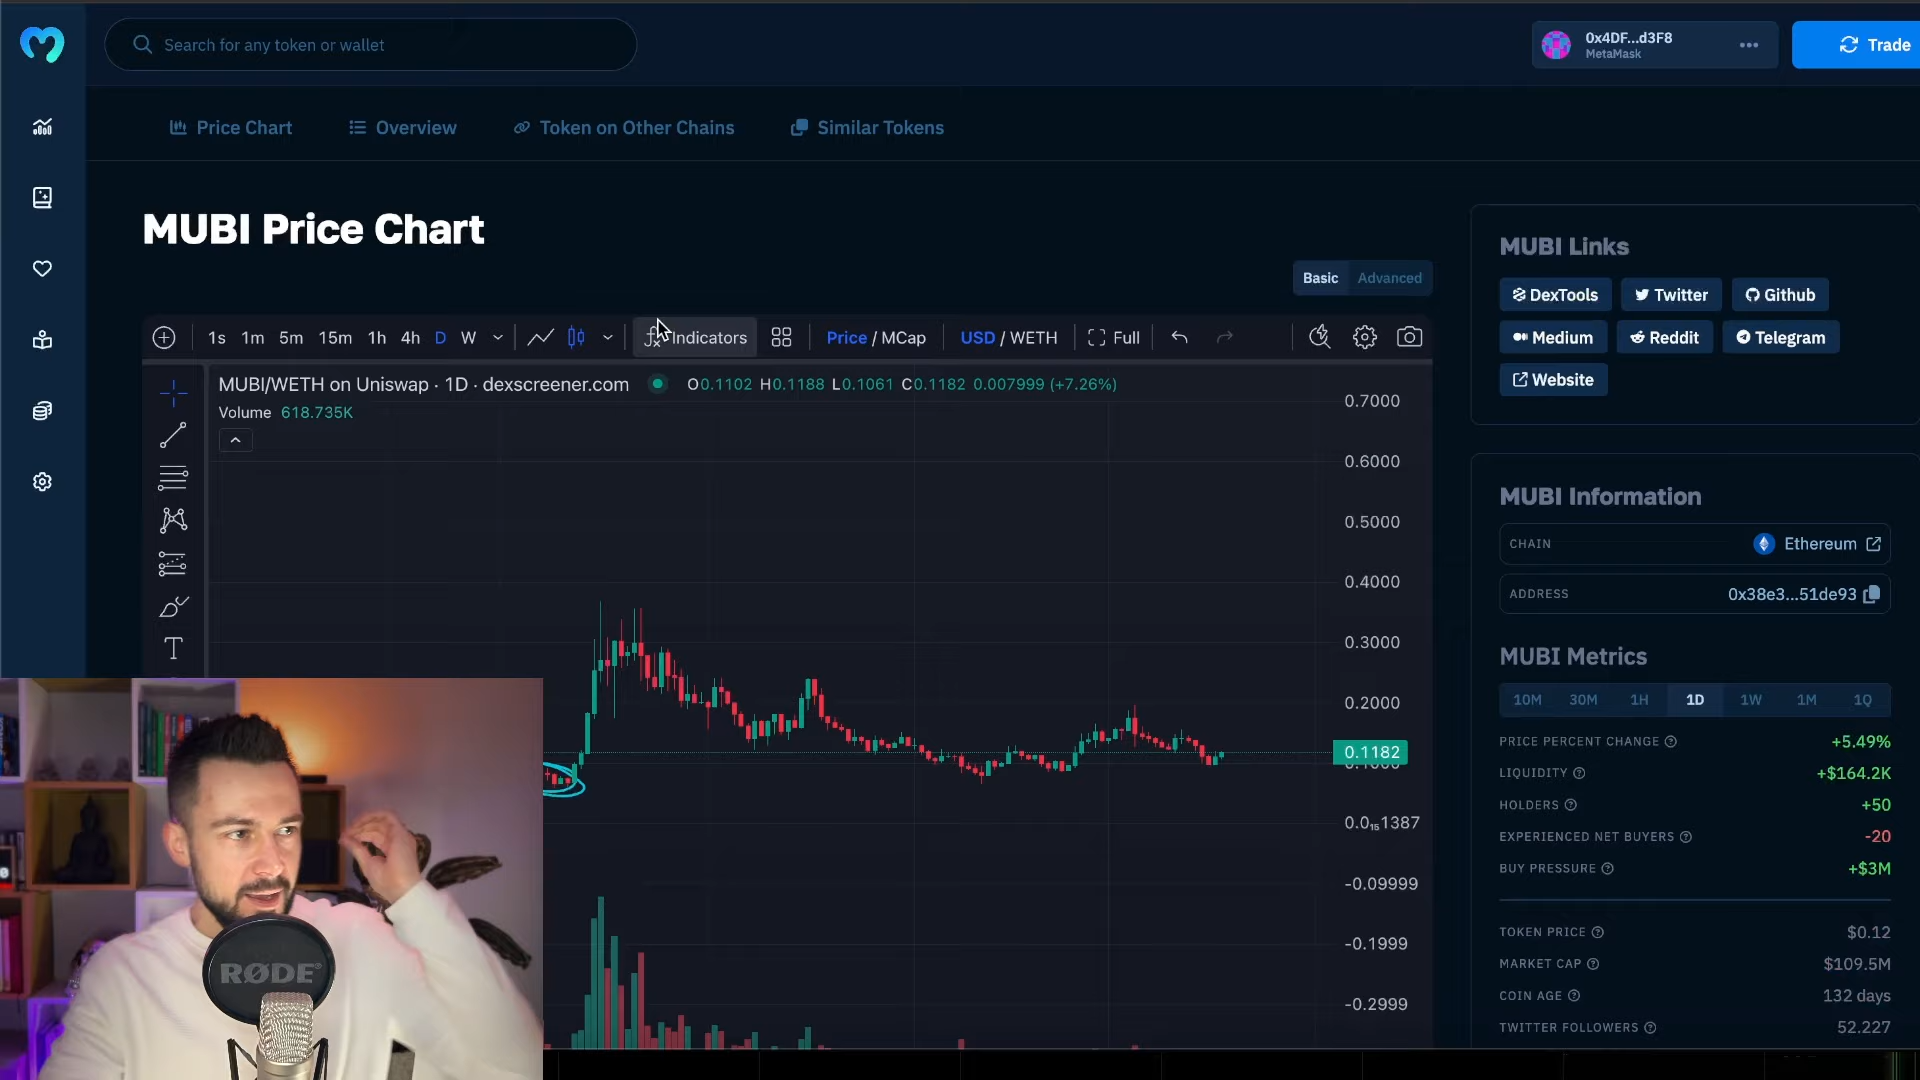 Search for any token or wallet
0x4DF...d3F8
MetaMask
Trade
Price Chart
Overview
Token on Other Chains
Similar Tokens
MUBI Price Chart
Basic
Advanced
1s 1m 5m 15m 1h 4h D W
Indicators
Price / MCap
USD / WETH
Full
MUBI/WETH on Uniswap · 1D · dexscreener.com
O0.1102 H0.1188 L0.1061 C0.1182 0.007999 (+7.26%)
Volume 618.735K
0.7000
0.6000
0.5000
0.4000
0.3000
0.2000
0.1182
0.1000
0.0₁₅1387
-0.09999
-0.1999
-0.2999
MUBI Links
DexTools
Twitter
Github
Medium
Reddit
Telegram
Website
MUBI Information
CHAIN
Ethereum
ADDRESS
0x38e3...51de93
MUBI Metrics
10M 30M 1H 1D 1W 1M 1Q
PRICE PERCENT CHANGE +5.49%
LIQUIDITY +$164.2K
HOLDERS +50
EXPERIENCED NET BUYERS -20
BUY PRESSURE +$3M
TOKEN PRICE $0.12
MARKET CAP $109.5M
COIN AGE 132 days
TWITTER FOLLOWERS 52.227
RØDE®